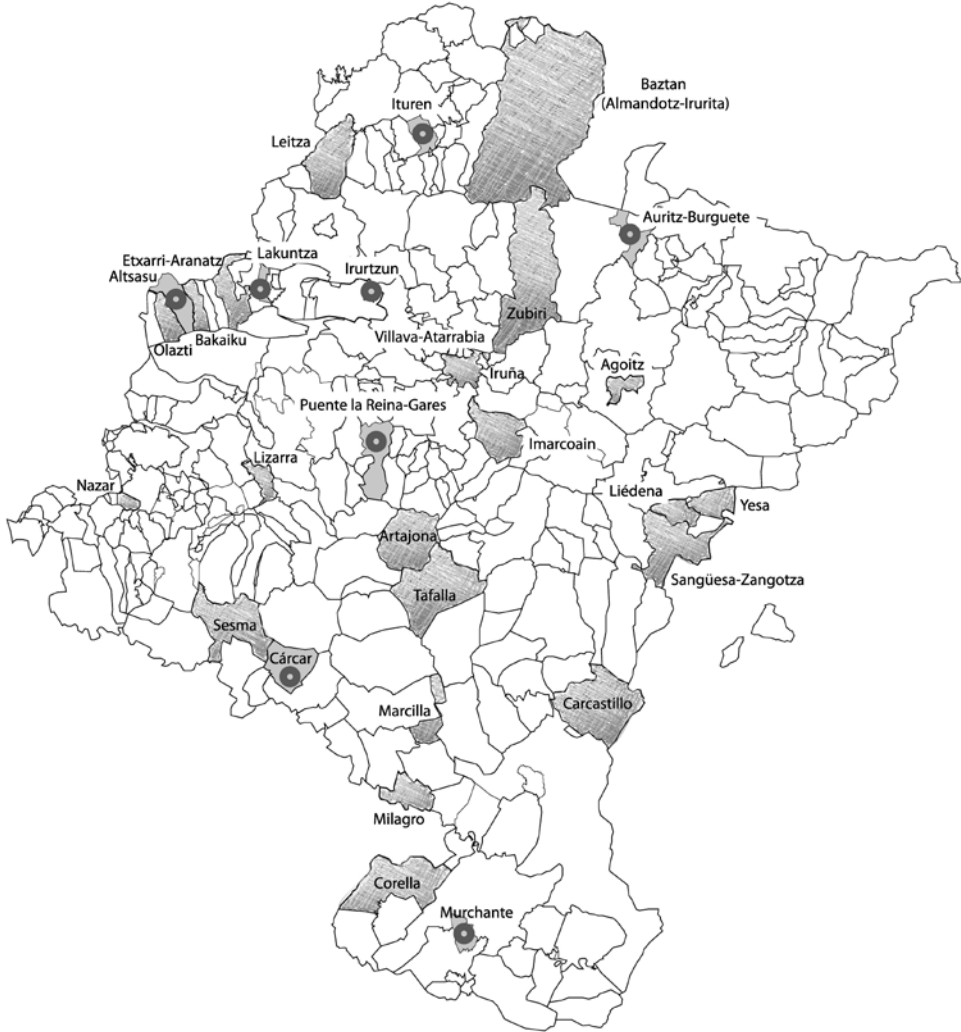 Baztan
(Almandotz-Irurita)
Ituren
Leitza
Auritz-Burguete
Etxarri-Aranatz
Lakuntza
Altsasu
Irurtzun
Zubiri
Villava-Atarrabia
Bakaiku
Olazti
Iruña
Agoitz
Puente la Reina-Gares
Imarcoain
Lizarra
Nazar
Liédena
Yesa
Artajona
Sangüesa-Zangotza
Tafalla
Sesma
Cárcar
Carcastillo
Marcilla
Milagro
Corella
Murchante